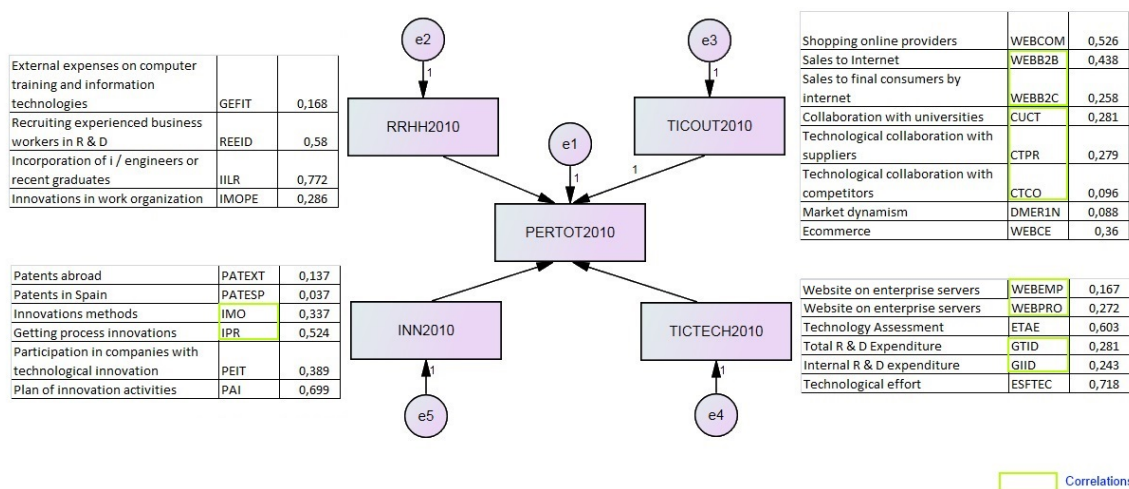 External expenses on computer
training and information
technologies GEFIT 0,168
Recruiting experienced business
workers in R & D REEID 0,58
Incorporation of i / engineers or
recent graduates IILR 0,772
Innovations in work organization IMOPE 0,286
e2
1
RRHH2010
e3
1
TICOUT2010
e1
1
1
PERTOT2010
Shopping online providers WEBCOM 0,526
Sales to Internet WEBB2B 0,438
Sales to final consumers by
internet WEBB2C 0,258
Collaboration with universities CUCT 0,281
Technological collaboration with
suppliers CTPR 0,279
Technological collaboration with
competitors CTCO 0,096
Market dynamism DMER1N 0,088
Ecommerce WEBCE 0,36
Patents abroad PATEXT 0,137
Patents in Spain PATESP 0,037
Innovations methods IMO 0,337
Getting process innovations IPR 0,524
Participation in companies with
technological innovation PEIT 0,389
Plan of innovation activities PAI 0,699
INN2010
1
e5
TICTECH2010
1
e4
Website on enterprise servers WEBEMP 0,167
Website on enterprise servers WEBPRO 0,272
Technology Assessment ETAE 0,603
Total R & D Expenditure GTID 0,281
Internal R & D expenditure GIID 0,243
Technological effort ESFTEC 0,718
Correlations